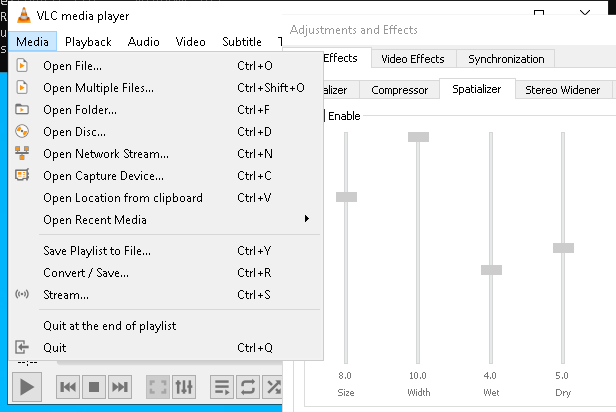 VLC media player
Adjustments and Effects
Media Playback Audio Video Subtitle
Effects Video Effects Synchronization
Compressor Spatializer Stereo Widener
Enable
Open File... Ctrl+O
Open Multiple Files... Ctrl+Shift+O
Open Folder... Ctrl+F
Open Disc... Ctrl+D
Open Network Stream... Ctrl+N
Open Capture Device... Ctrl+C
Open Location from clipboard Ctrl+V
Open Recent Media
Save Playlist to File... Ctrl+Y
Convert / Save... Ctrl+R
Stream... Ctrl+S
Quit at the end of playlist
Quit Ctrl+Q
--:--
8.0 10.0 4.0 5.0
Size Width Wet Dry